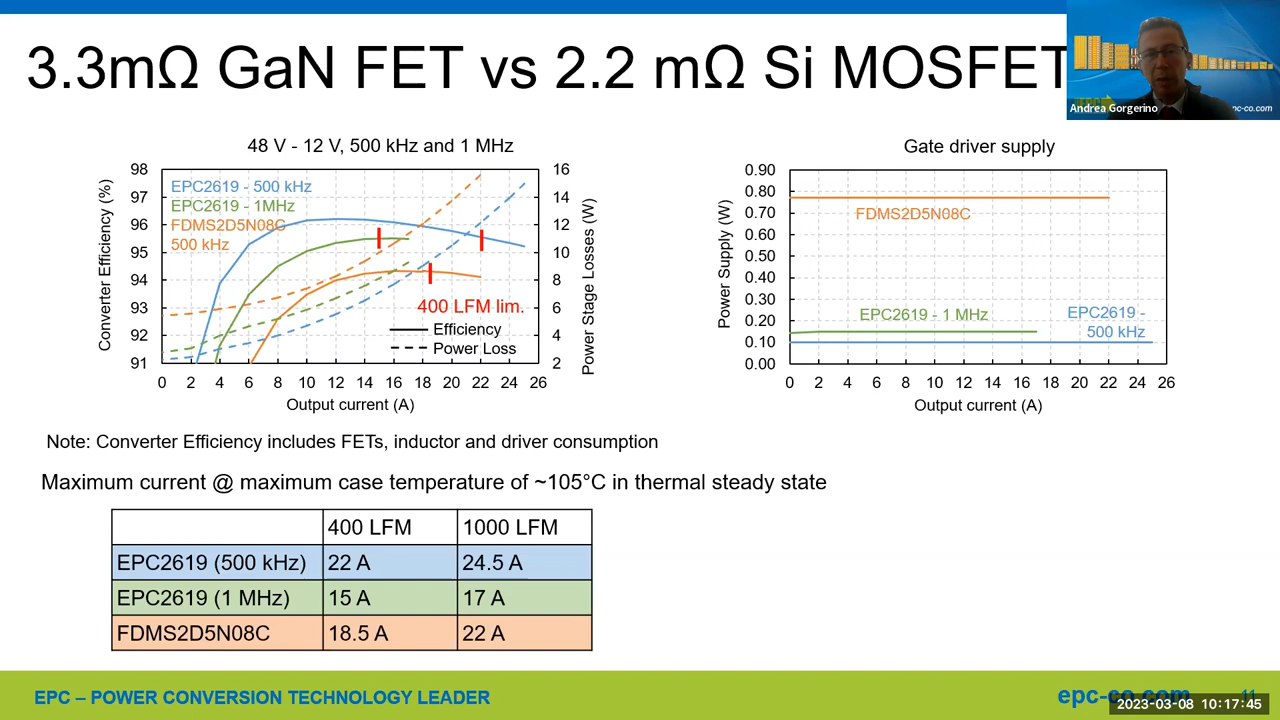 3.3mΩ GaN FET vs 2.2 mΩ Si MOSFET
Andrea Gorgerino
epc-co.com
48 V - 12 V, 500 kHz and 1 MHz
98
97
96
95
94
93
92
91
Converter Efficiency (%)
EPC2619 - 500 kHz
EPC2619 - 1MHz
FDMS2D5N08C
500 kHz
400 LFM lim.
Efficiency
Power Loss
16
14
12
10
8
6
4
2
Power Stage Losses (W)
0 2 4 6 8 10 12 14 16 18 20 22 24 26
Output current (A)
Gate driver supply
0.90
0.80
0.70
0.60
0.50
0.40
0.30
0.20
0.10
0.00
Power Supply (W)
FDMS2D5N08C
EPC2619 - 1 MHz
EPC2619 -
500 kHz
0 2 4 6 8 10 12 14 16 18 20 22 24 26
Output current (A)
Note: Converter Efficiency includes FETs, inductor and driver consumption
Maximum current @ maximum case temperature of ~105°C in thermal steady state
400 LFM 1000 LFM
EPC2619 (500 kHz) 22 A 24.5 A
EPC2619 (1 MHz) 15 A 17 A
FDMS2D5N08C 18.5 A 22 A
EPC – POWER CONVERSION TECHNOLOGY LEADER
epc-co.com 11
2023-03-08 10:17:45